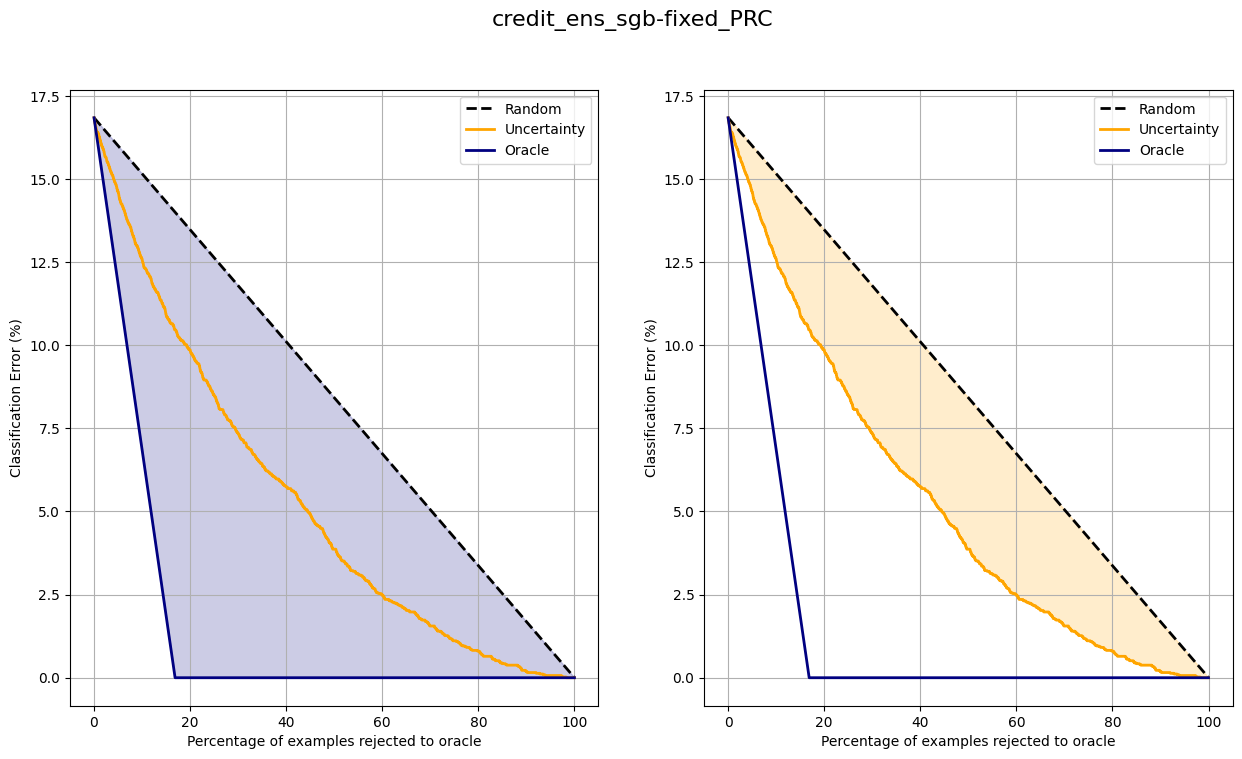 credit_ens_sgb-fixed_PRC
17.5
15.0
12.5
10.0
7.5
5.0
2.5
0.0
Classification Error (%)
0 20 40 60 80 100
Percentage of examples rejected to oracle
Random
Uncertainty
Oracle
17.5
15.0
12.5
10.0
7.5
5.0
2.5
0.0
Classification Error (%)
0 20 40 60 80 100
Percentage of examples rejected to oracle
Random
Uncertainty
Oracle